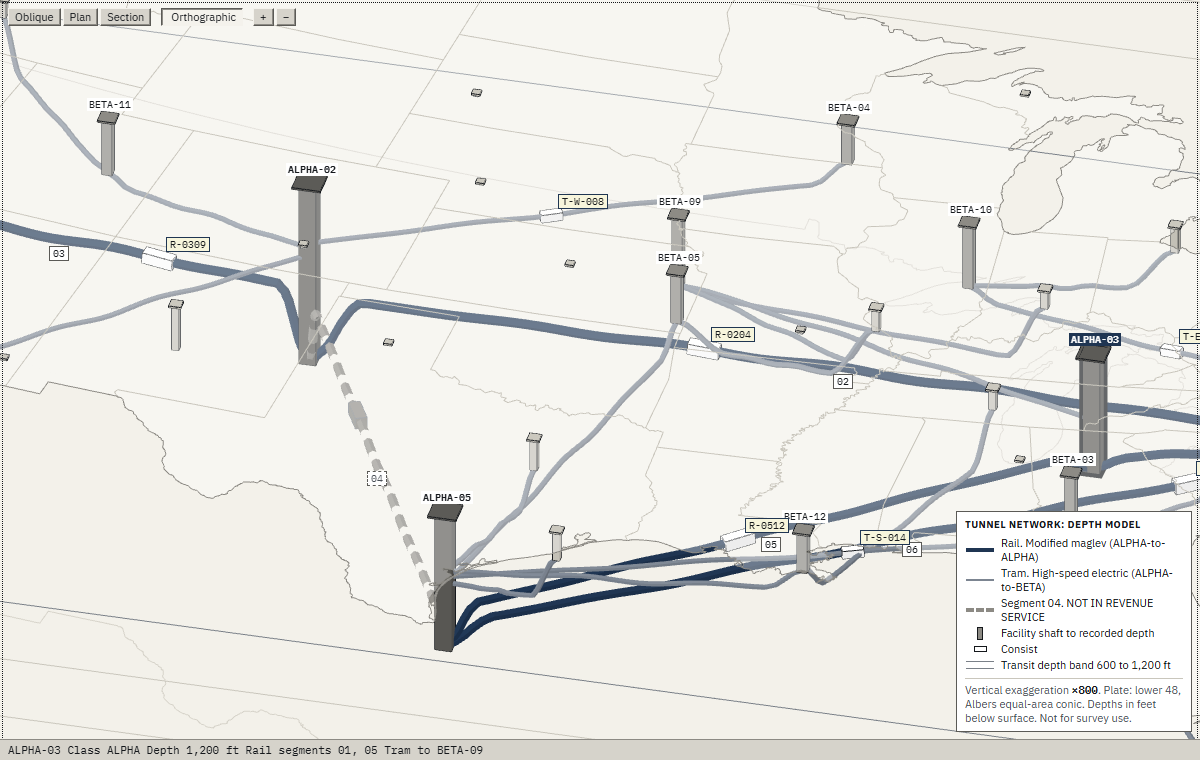 Oblique Plan Section Orthographic + −
BETA-11
BETA-04
ALPHA-02
T-W-008
BETA-09
BETA-10
R-0309
03
BETA-05
R-0204
ALPHA-03
02
BETA-03
04
ALPHA-05
BETA-12
R-0512
T-S-014
05
06
TUNNEL NETWORK: DEPTH MODEL
Rail. Modified maglev (ALPHA-to-
ALPHA)
Tram. High-speed electric (ALPHA-
to-BETA)
Segment 04. NOT IN REVENUE
SERVICE
Facility shaft to recorded depth
Consist
Transit depth band 600 to 1,200 ft
Vertical exaggeration ×800. Plate: lower 48,
Albers equal-area conic. Depths in feet
below surface. Not for survey use.
ALPHA-03 Class ALPHA Depth 1,200 ft Rail segments 01, 05 Tram to BETA-09